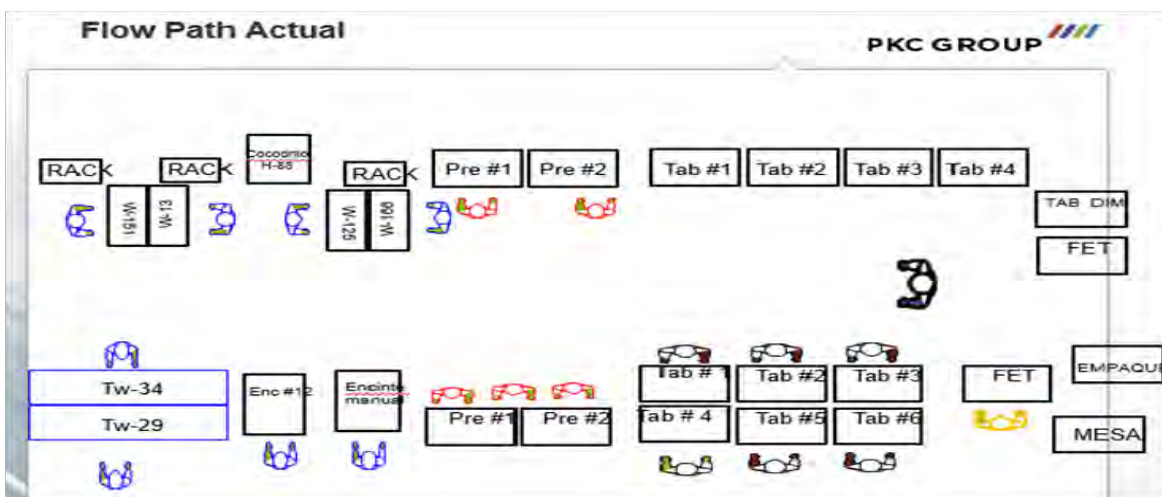 Flow Path Actual
PKC GROUP
RACK
RACK
Cocodrilo
H-88
RACK
Pre #1
Pre #2
Tab #1
Tab #2
Tab #3
Tab #4
W-151
W-13
W-125
W-166
TAB DIM
FET
Tw-34
Tw-29
Enc #12
Encinte
manual
Pre #1
Pre #2
Tab # 1
Tab #2
Tab #3
Tab # 4
Tab #5
Tab #6
FET
EMPAQUE
MESA